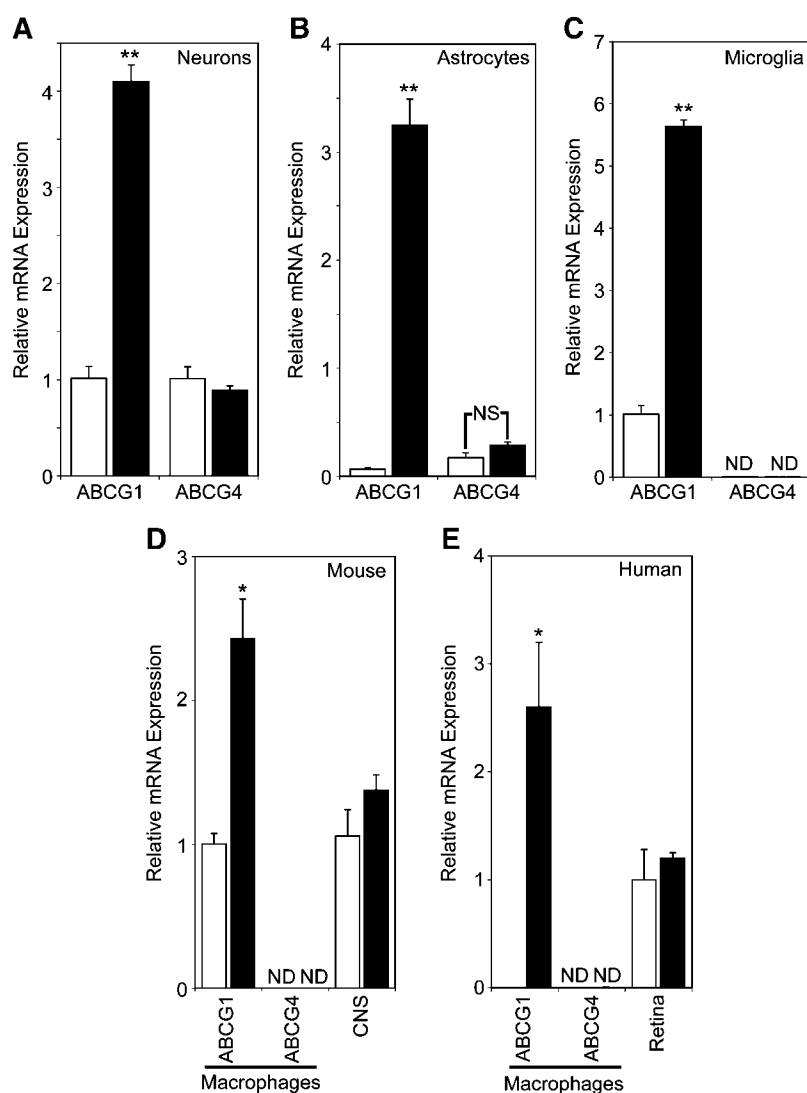 A
Neurons
**
Relative mRNA Expression
4
3
2
1
0
ABCG1
ABCG4
B
Astrocytes
**
Relative mRNA Expression
4
3
2
1
0
NS
ABCG1
ABCG4
C
Microglia
**
Relative mRNA Expression
7
6
5
4
3
2
1
0
ND ND
ABCG1
ABCG4
D
Mouse
*
Relative mRNA Expression
3
2
1
0
ND ND
ABCG1
ABCG4
CNS
Macrophages
E
Human
*
Relative mRNA Expression
4
3
2
1
0
ND ND
ABCG1
ABCG4
Retina
Macrophages